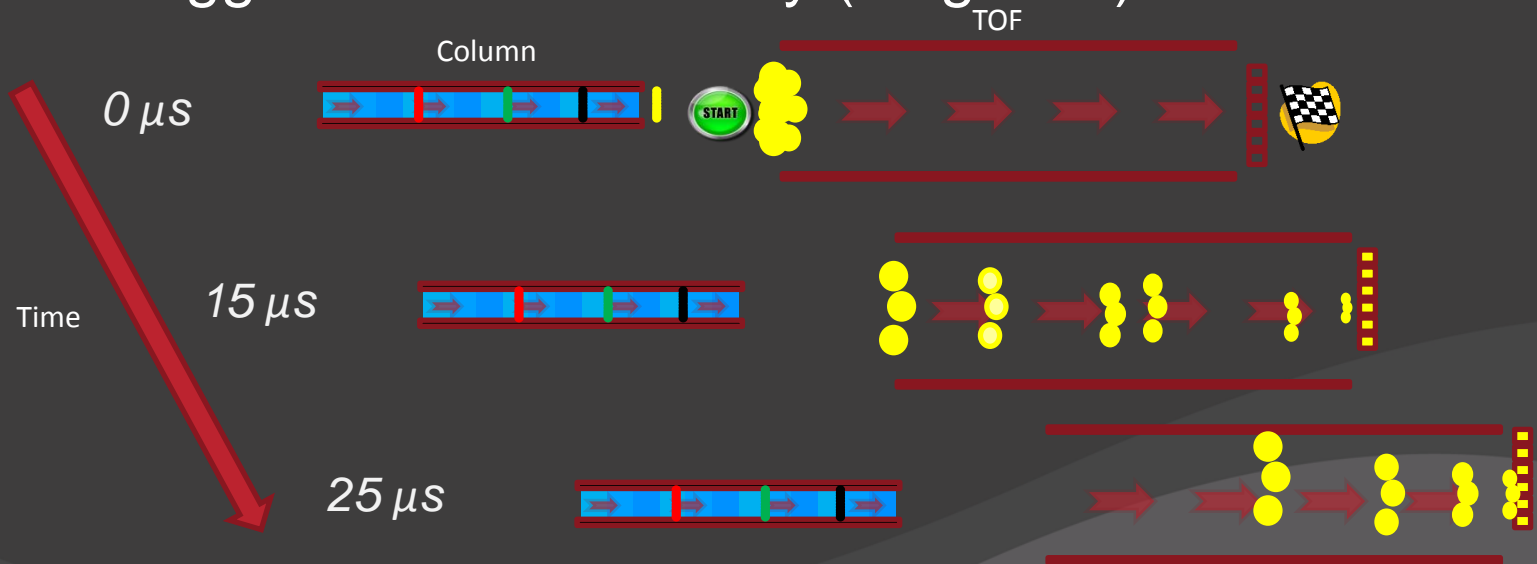 TOF
Column
START
0 μs
15 μs
Time
25 μs